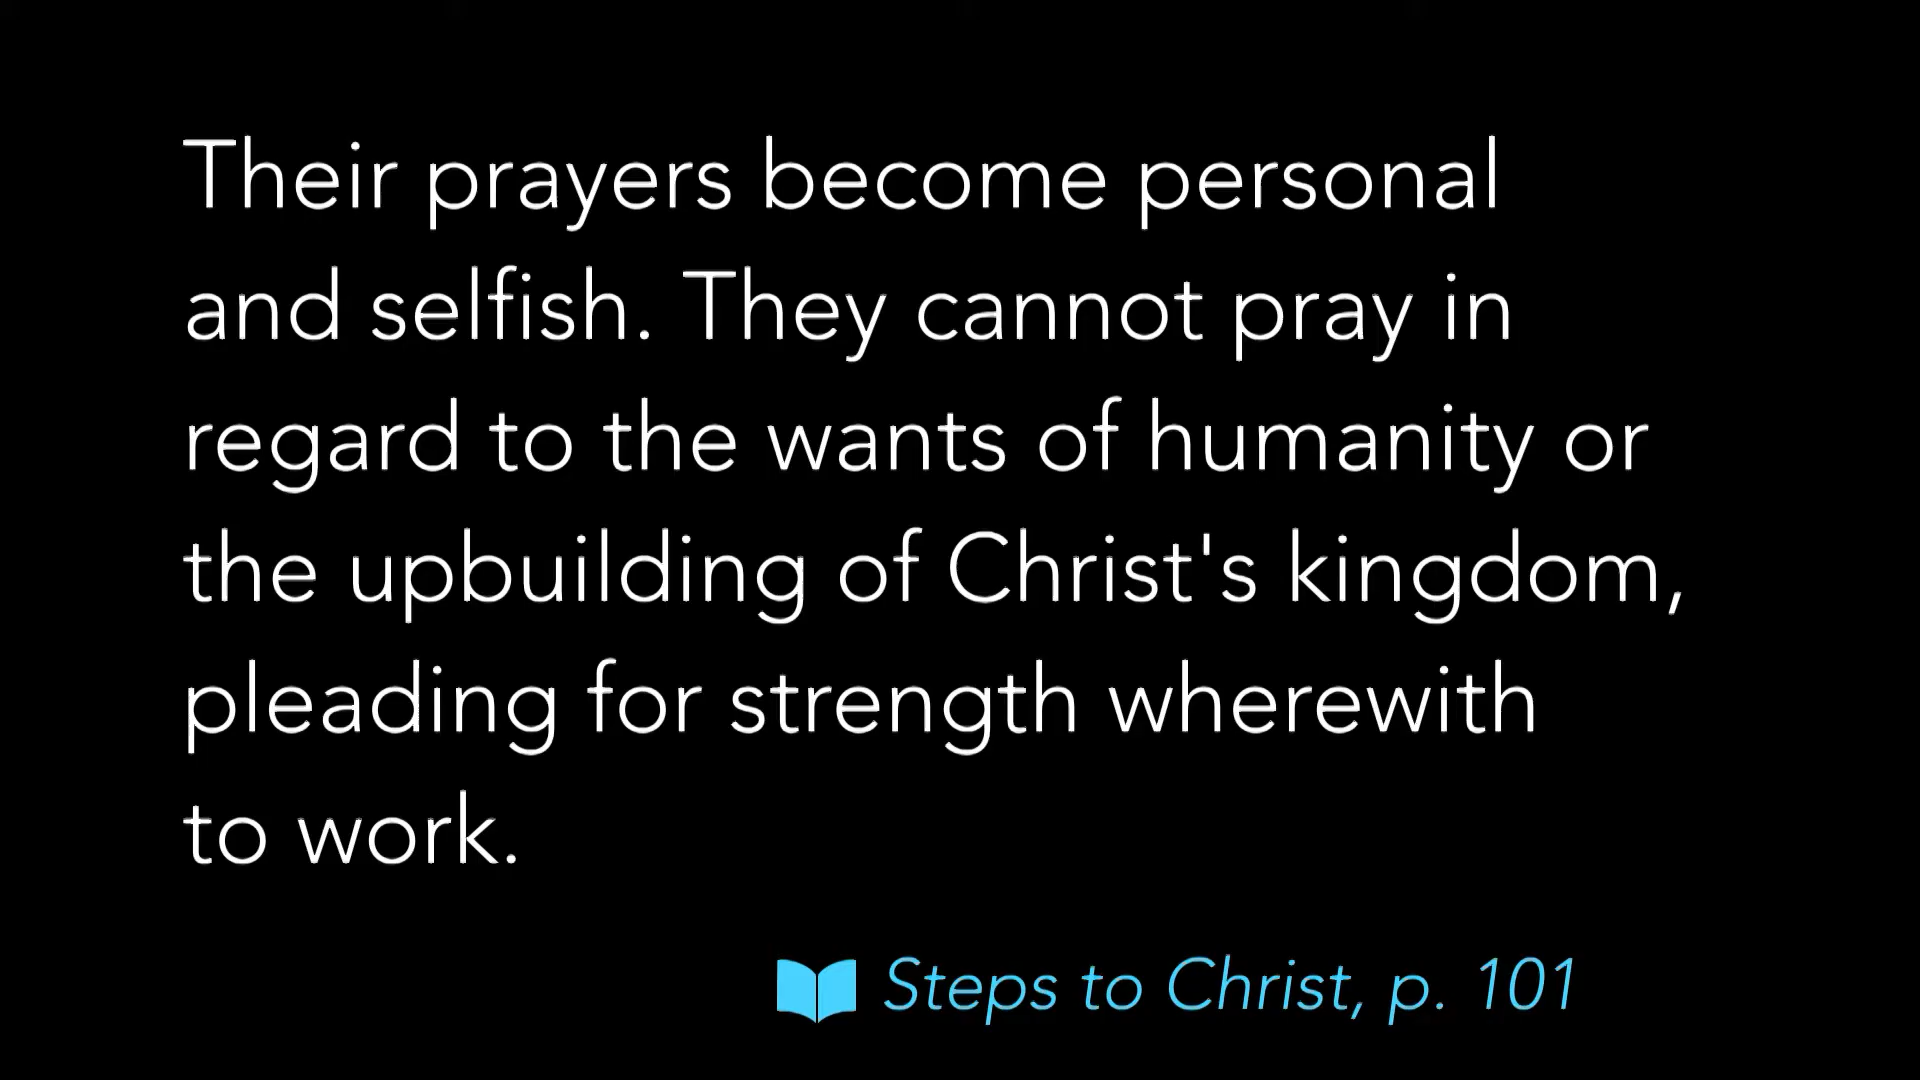 Their prayers become personal
and selfish. They cannot pray in
regard to the wants of humanity or
the upbuilding of Christ's kingdom,
pleading for strength wherewith
to work.
Steps to Christ, p. 101